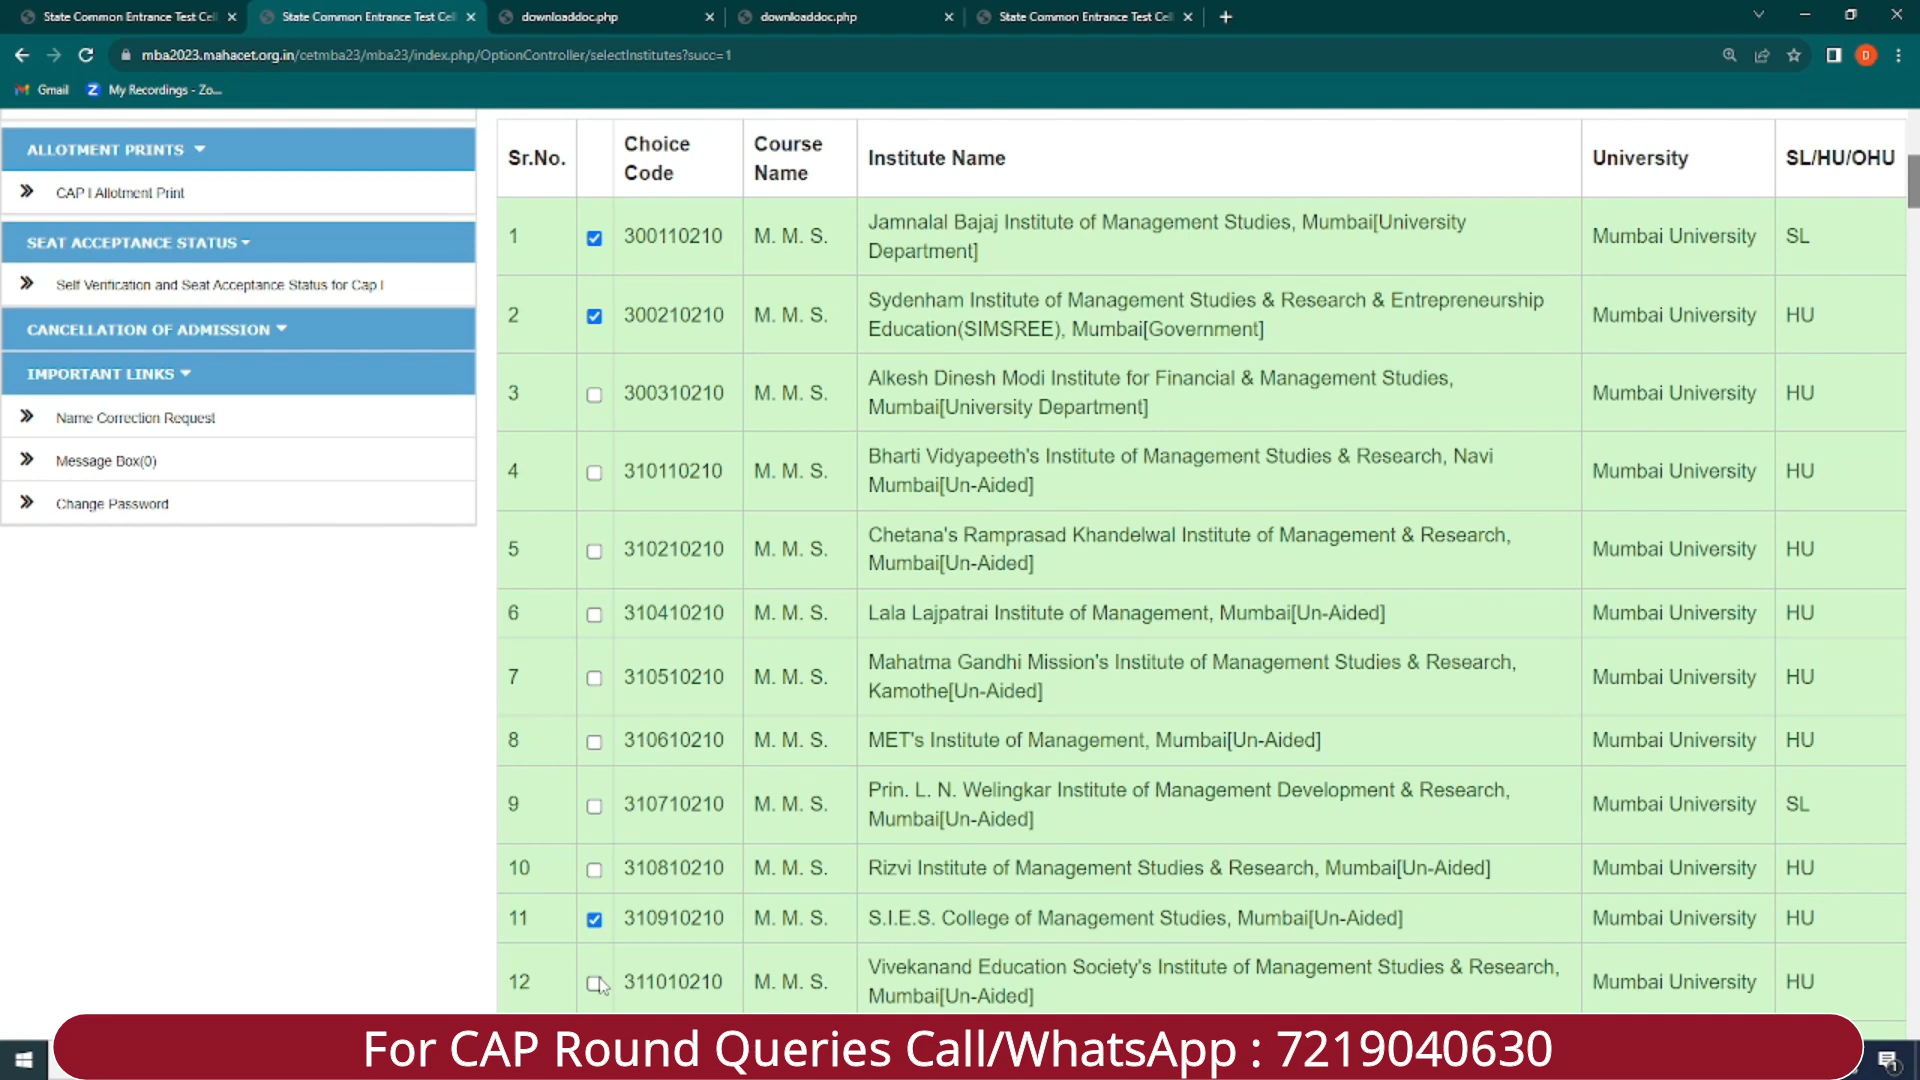 State Common Entrance Test Cel
State Common Entrance Test Cel
downloaddoc.php
downloaddoc.php
State Common Entrance Test Cel
mba2023.mahacet.org.in/cetmba23/mba23/index.php/OptionController/selectInstitutes?succ=1
D
Gmail
Z My Recordings - Zo...
ALLOTMENT PRINTS
CAP I Allotment Print
SEAT ACCEPTANCE STATUS
Self Verification and Seat Acceptance Status for Cap I
CANCELLATION OF ADMISSION
IMPORTANT LINKS
Name Correction Request
Message Box(0)
Change Password
Sr.No. Choice Code Course Name Institute Name University SL/HU/OHU
1 300110210 M. M. S. Jamnalal Bajaj Institute of Management Studies, Mumbai[University Mumbai University SL
Department]
2 300210210 M. M. S. Sydenham Institute of Management Studies & Research & Entrepreneurship Mumbai University HU
Education(SIMSREE), Mumbai[Government]
3 300310210 M. M. S. Alkesh Dinesh Modi Institute for Financial & Management Studies, Mumbai University HU
Mumbai[University Department]
4 310110210 M. M. S. Bharti Vidyapeeth's Institute of Management Studies & Research, Navi Mumbai University HU
Mumbai[Un-Aided]
5 310210210 M. M. S. Chetana's Ramprasad Khandelwal Institute of Management & Research, Mumbai University HU
Mumbai[Un-Aided]
6 310410210 M. M. S. Lala Lajpatrai Institute of Management, Mumbai[Un-Aided] Mumbai University HU
7 310510210 M. M. S. Mahatma Gandhi Mission's Institute of Management Studies & Research, Mumbai University HU
Kamothe[Un-Aided]
8 310610210 M. M. S. MET's Institute of Management, Mumbai[Un-Aided] Mumbai University HU
9 310710210 M. M. S. Prin. L. N. Welingkar Institute of Management Development & Research, Mumbai University SL
Mumbai[Un-Aided]
10 310810210 M. M. S. Rizvi Institute of Management Studies & Research, Mumbai[Un-Aided] Mumbai University HU
11 310910210 M. M. S. S.I.E.S. College of Management Studies, Mumbai[Un-Aided] Mumbai University HU
12 311010210 M. M. S. Vivekanand Education Society's Institute of Management Studies & Research, Mumbai University HU
Mumbai[Un-Aided]
For CAP Round Queries Call/WhatsApp : 7219040630
1